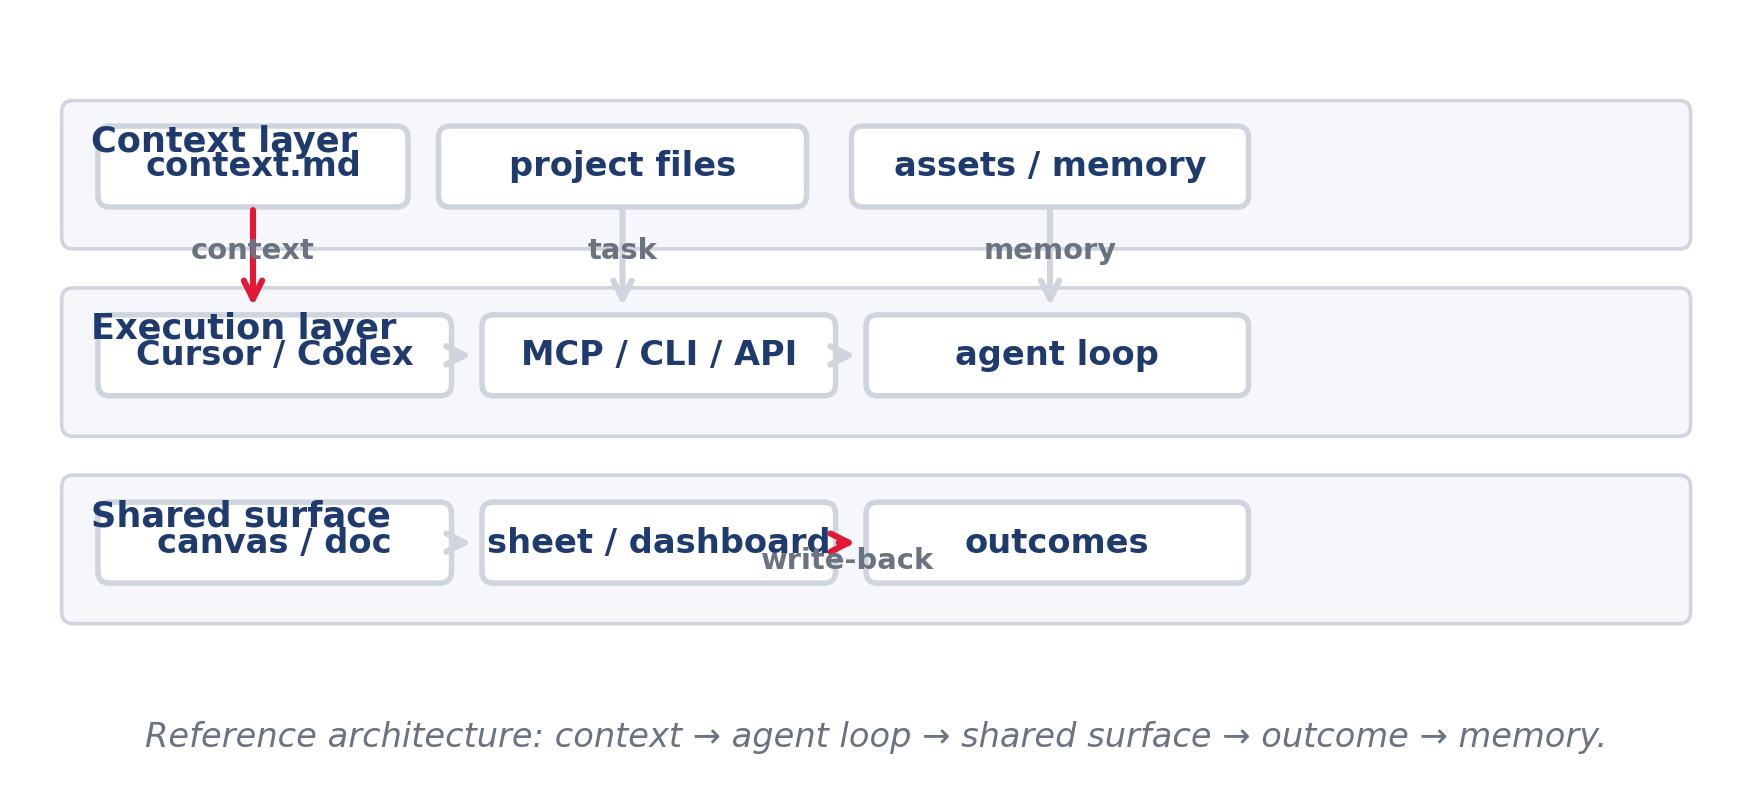 Context layer
context.md
project files
assets / memory
context
task
memory
Execution layer
Cursor / Codex
MCP / CLI / API
agent loop
Shared surface
canvas / doc
sheet / dashboard
outcomes
write-back
Reference architecture: context → agent loop → shared surface → outcome → memory.